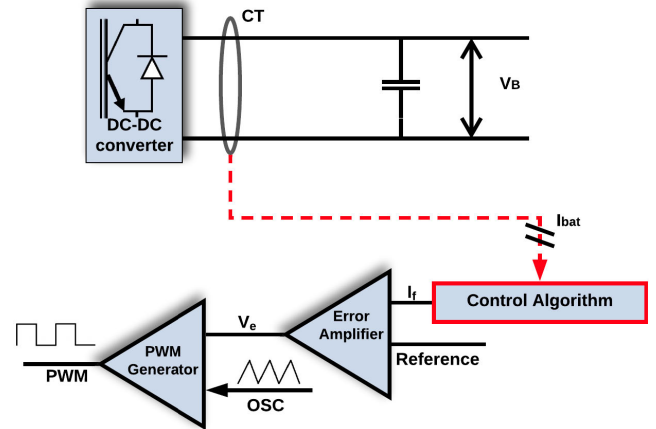 CT
DC-DC
converter
VB
Ibat
Control Algorithm
If
Error
Amplifier
Reference
Ve
PWM
Generator
PWM
OSC